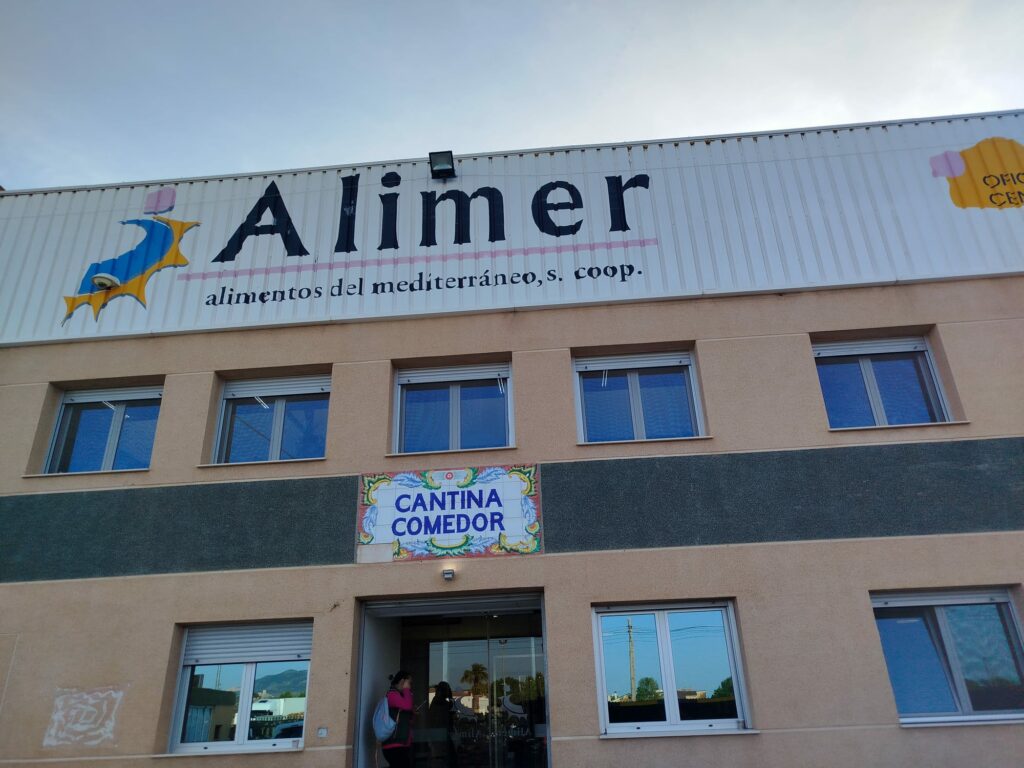 Alimer
alimentos del mediterráneo, s. coop.
CANTINA
COMEDOR